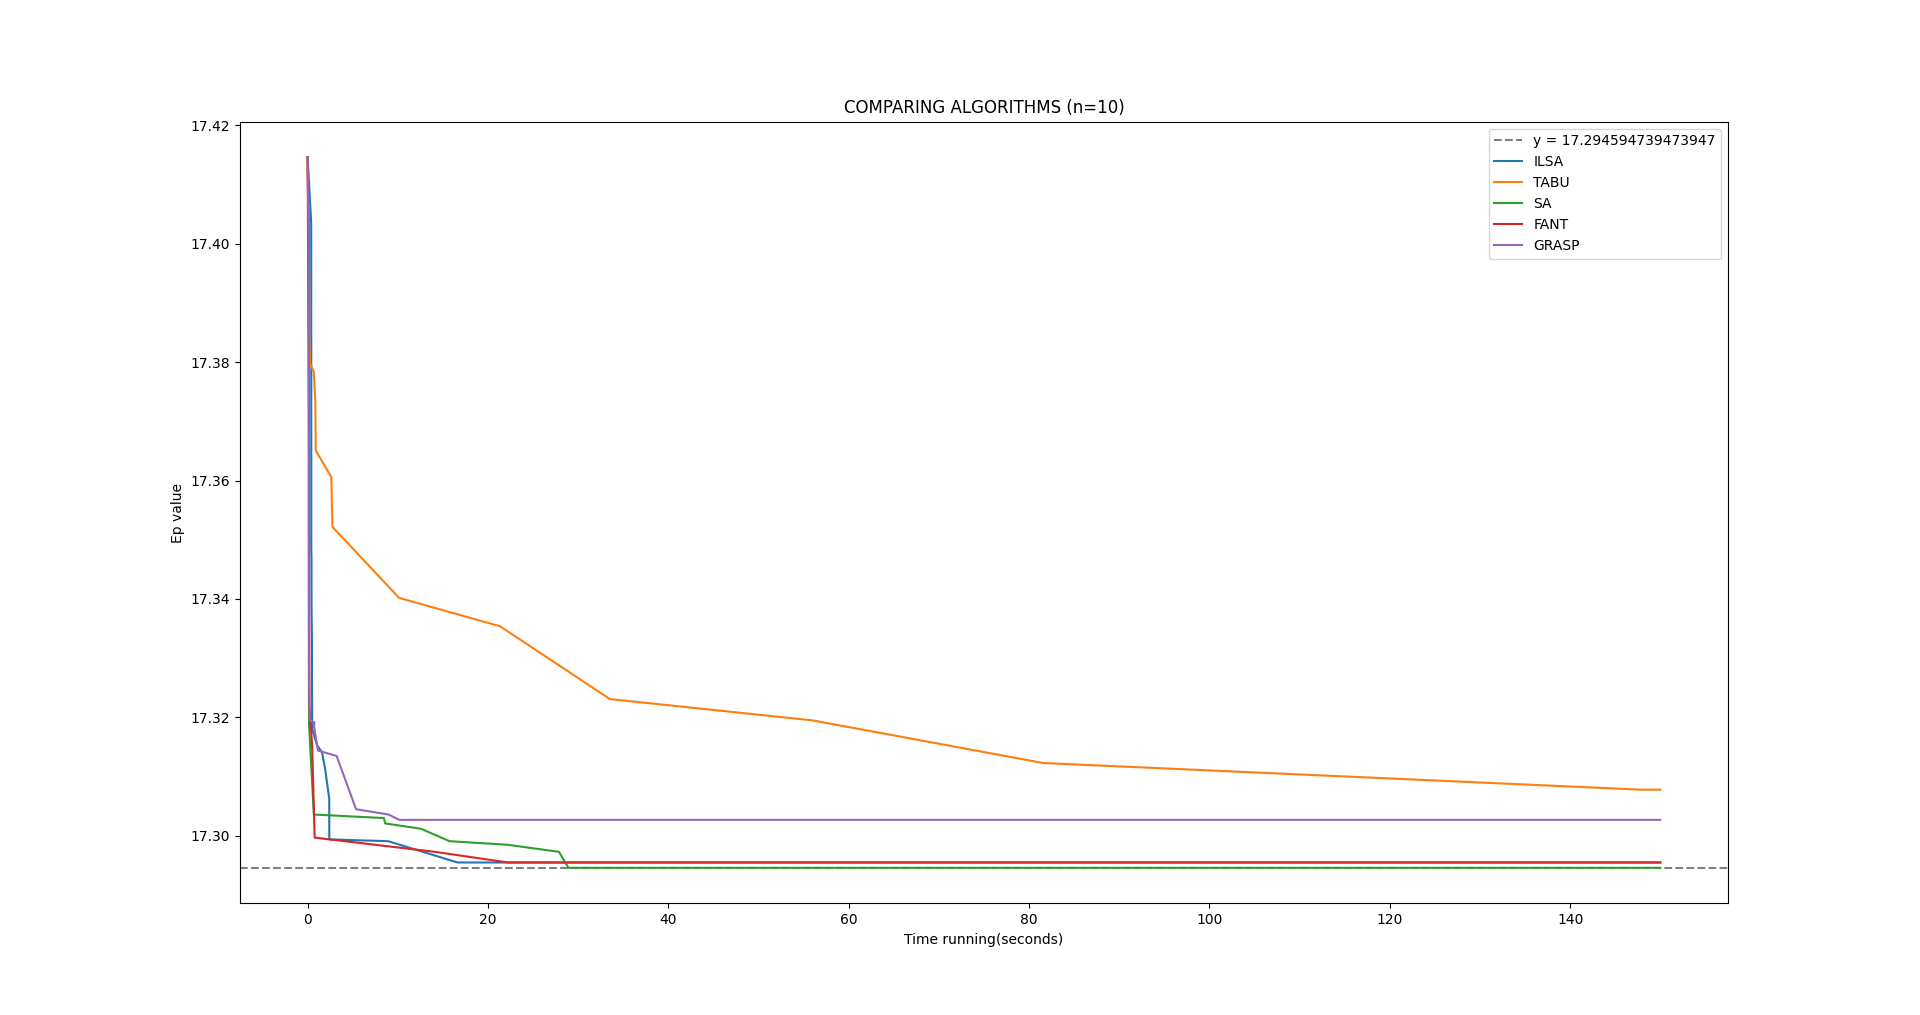 COMPARING ALGORITHMS (n=10)
17.42
17.40
17.38
17.36
17.34
17.32
17.30
Ep value
y = 17.294594739473947
ILSA
TABU
SA
FANT
GRASP
0 20 40 60 80 100 120 140
Time running(seconds)